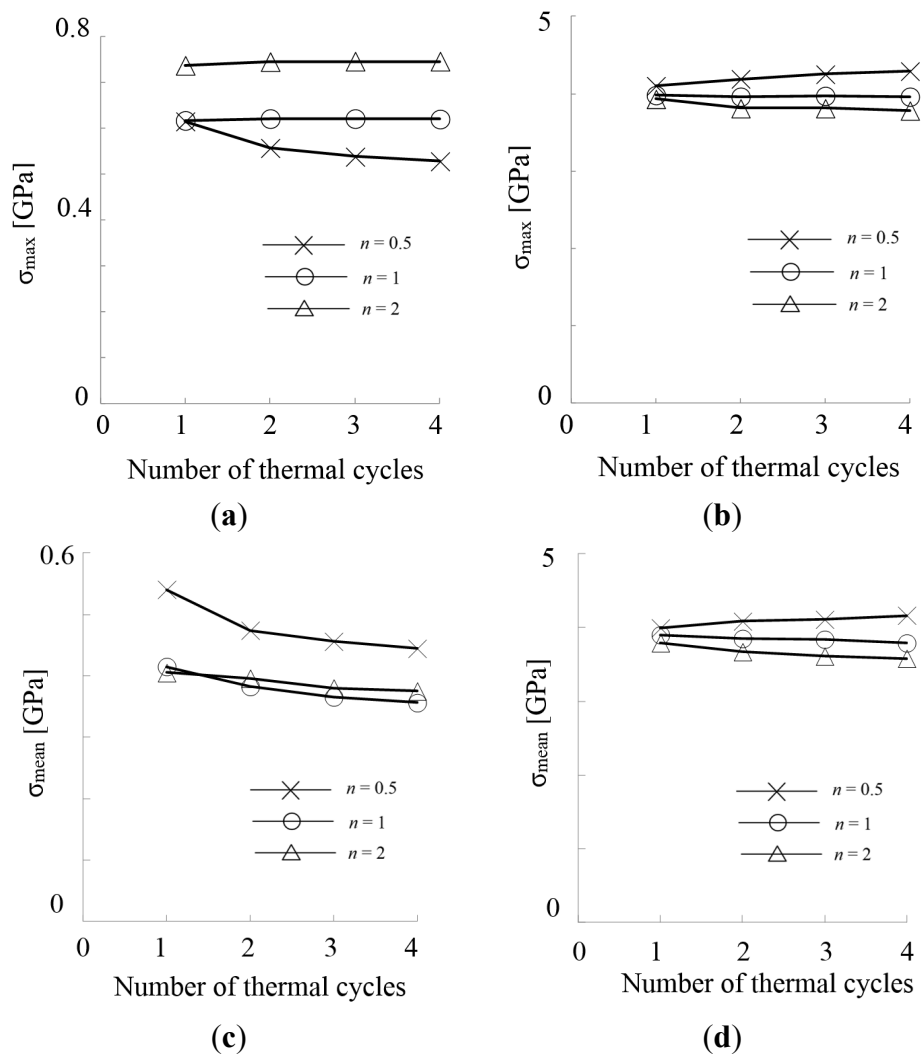 0.8
0.4
0
σmax [GPa]
n = 0.5
n = 1
n = 2
0 1 2 3 4
Number of thermal cycles
(a)
5
0
σmax [GPa]
n = 0.5
n = 1
n = 2
0 1 2 3 4
Number of thermal cycles
(b)
0.6
0
σmean [GPa]
n = 0.5
n = 1
n = 2
0 1 2 3 4
Number of thermal cycles
(c)
5
0
σmean [GPa]
n = 0.5
n = 1
n = 2
0 1 2 3 4
Number of thermal cycles
(d)